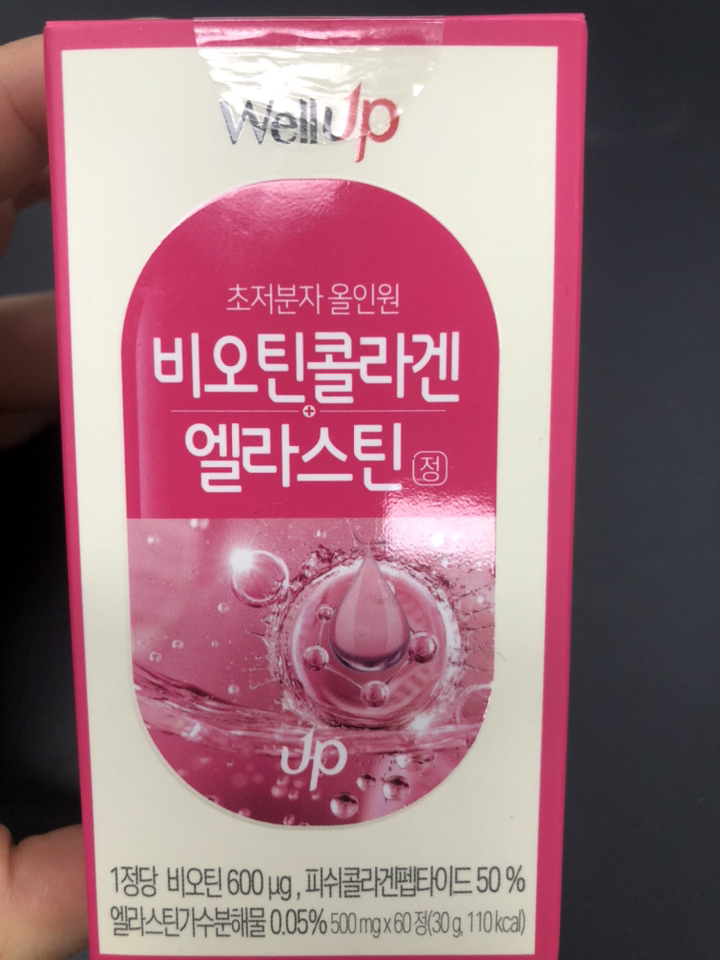 WellUp
초저분자 올인원
비오틴콜라겐
+
엘라스틴 정
Up
1정당 비오틴 600 μg, 피쉬콜라겐펩타이드 50 %
엘라스틴가수분해물 0.05% 500 mg x 60 정(30 g, 110 kcal)